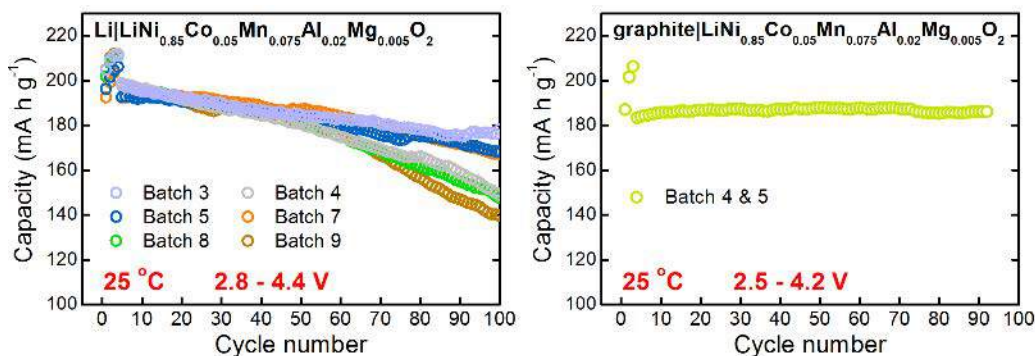 Li|LiNi0.85Co0.05Mn0.075Al0.02Mg0.005O2
220
200
180
160
140
120
100
Capacity (mA h g-1)
Batch 3 Batch 4
Batch 5 Batch 7
Batch 8 Batch 9
25 °C 2.8 - 4.4 V
0 10 20 30 40 50 60 70 80 90 100
Cycle number
graphite|LiNi0.85Co0.05Mn0.075Al0.02Mg0.005O2
220
200
180
160
140
120
100
Capacity (mA h g-1)
Batch 4 & 5
25 °C 2.5 - 4.2 V
0 10 20 30 40 50 60 70 80 90 100
Cycle number